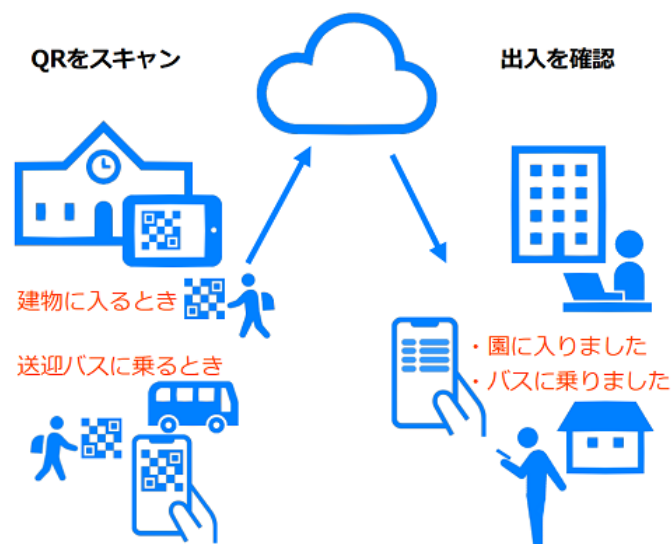 QRをスキャン
出入を確認
建物に入るとき
送迎バスに乗るとき
・園に入りました
・バスに乗りました